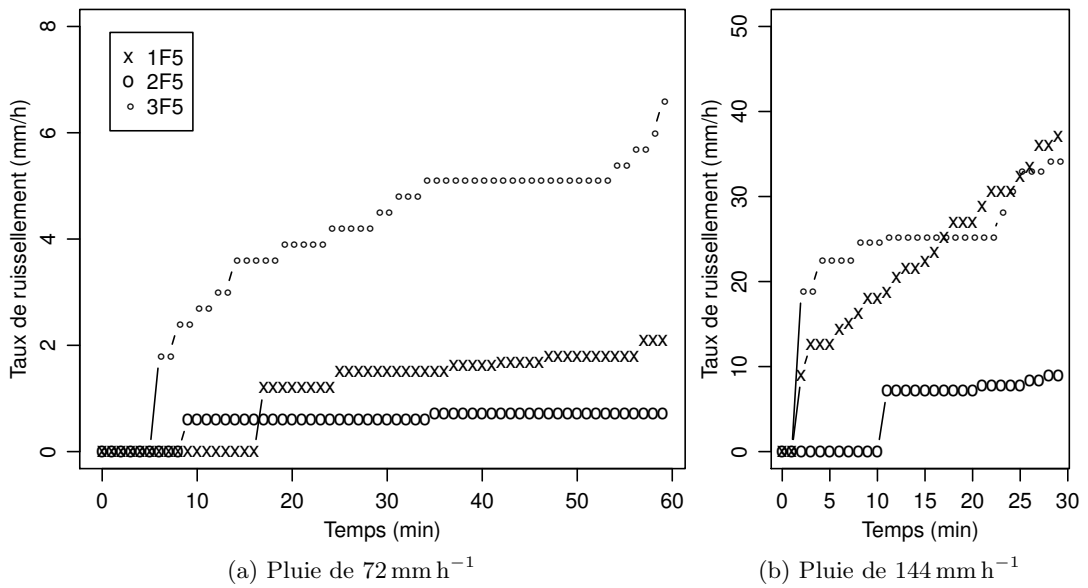 Taux de ruissellement (mm/h)
8
6
4
2
0
x 1F5
o 2F5
o 3F5
0 10 20 30 40 50 60
Temps (min)
(a) Pluie de 72 mm h⁻¹
Taux de ruissellement (mm/h)
50
40
30
20
10
0
0 5 10 15 20 25 30
Temps (min)
(b) Pluie de 144 mm h⁻¹